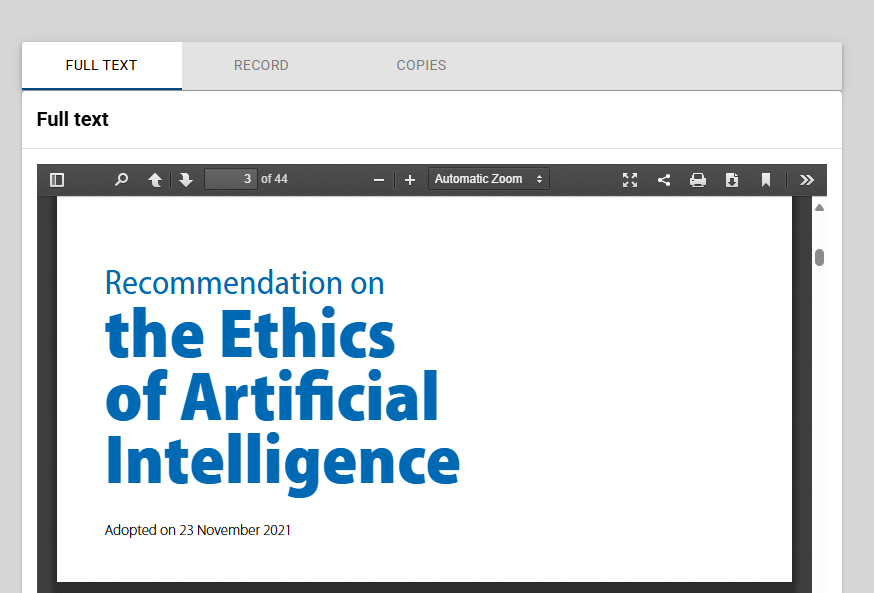 FULL TEXT RECORD COPIES
Full text
3 of 44 Automatic Zoom
Recommendation on
the Ethics
of Artificial
Intelligence
Adopted on 23 November 2021